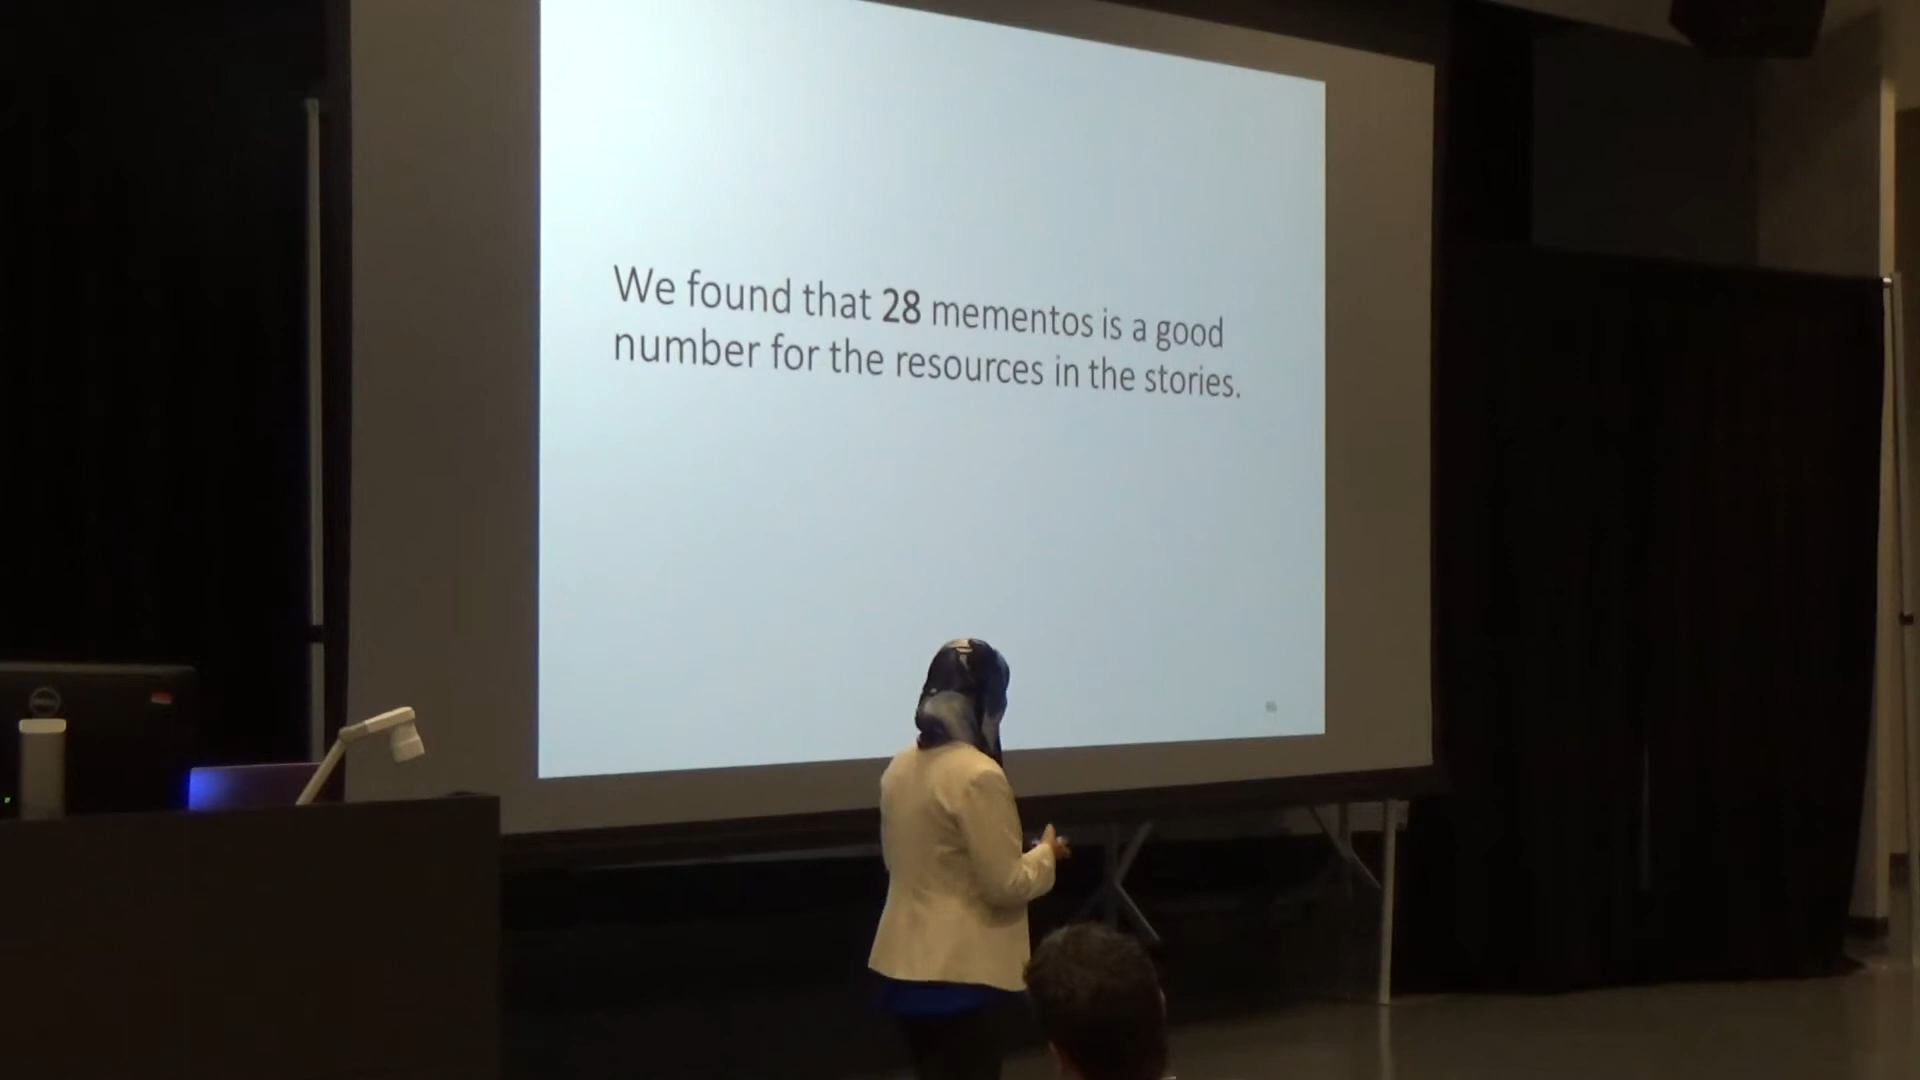 We found that 28 mementos is a good
number for the resources in the stories.